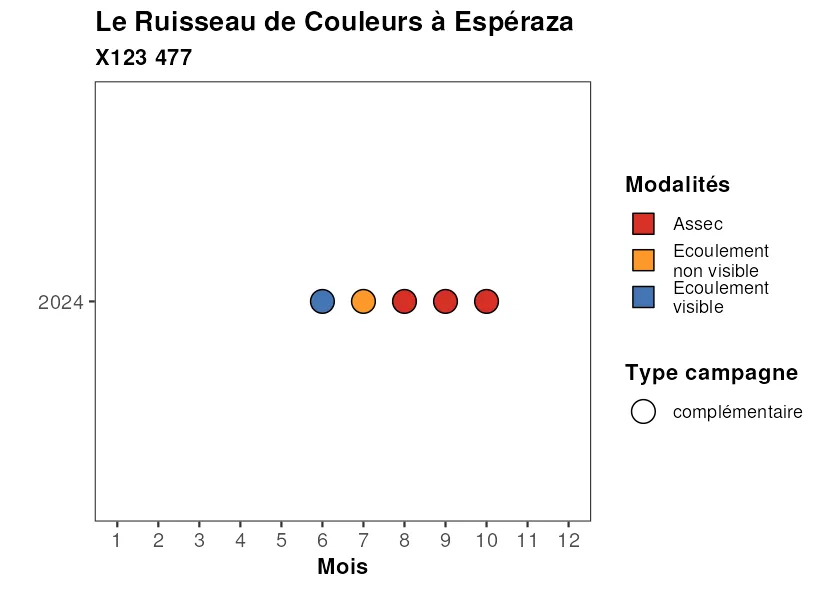 Le Ruisseau de Couleurs à Espéraza
X123 477
2024
1 2 3 4 5 6 7 8 9 10 11 12
Mois
Modalités
Assec
Ecoulement
non visible
Ecoulement
visible
Type campagne
complémentaire